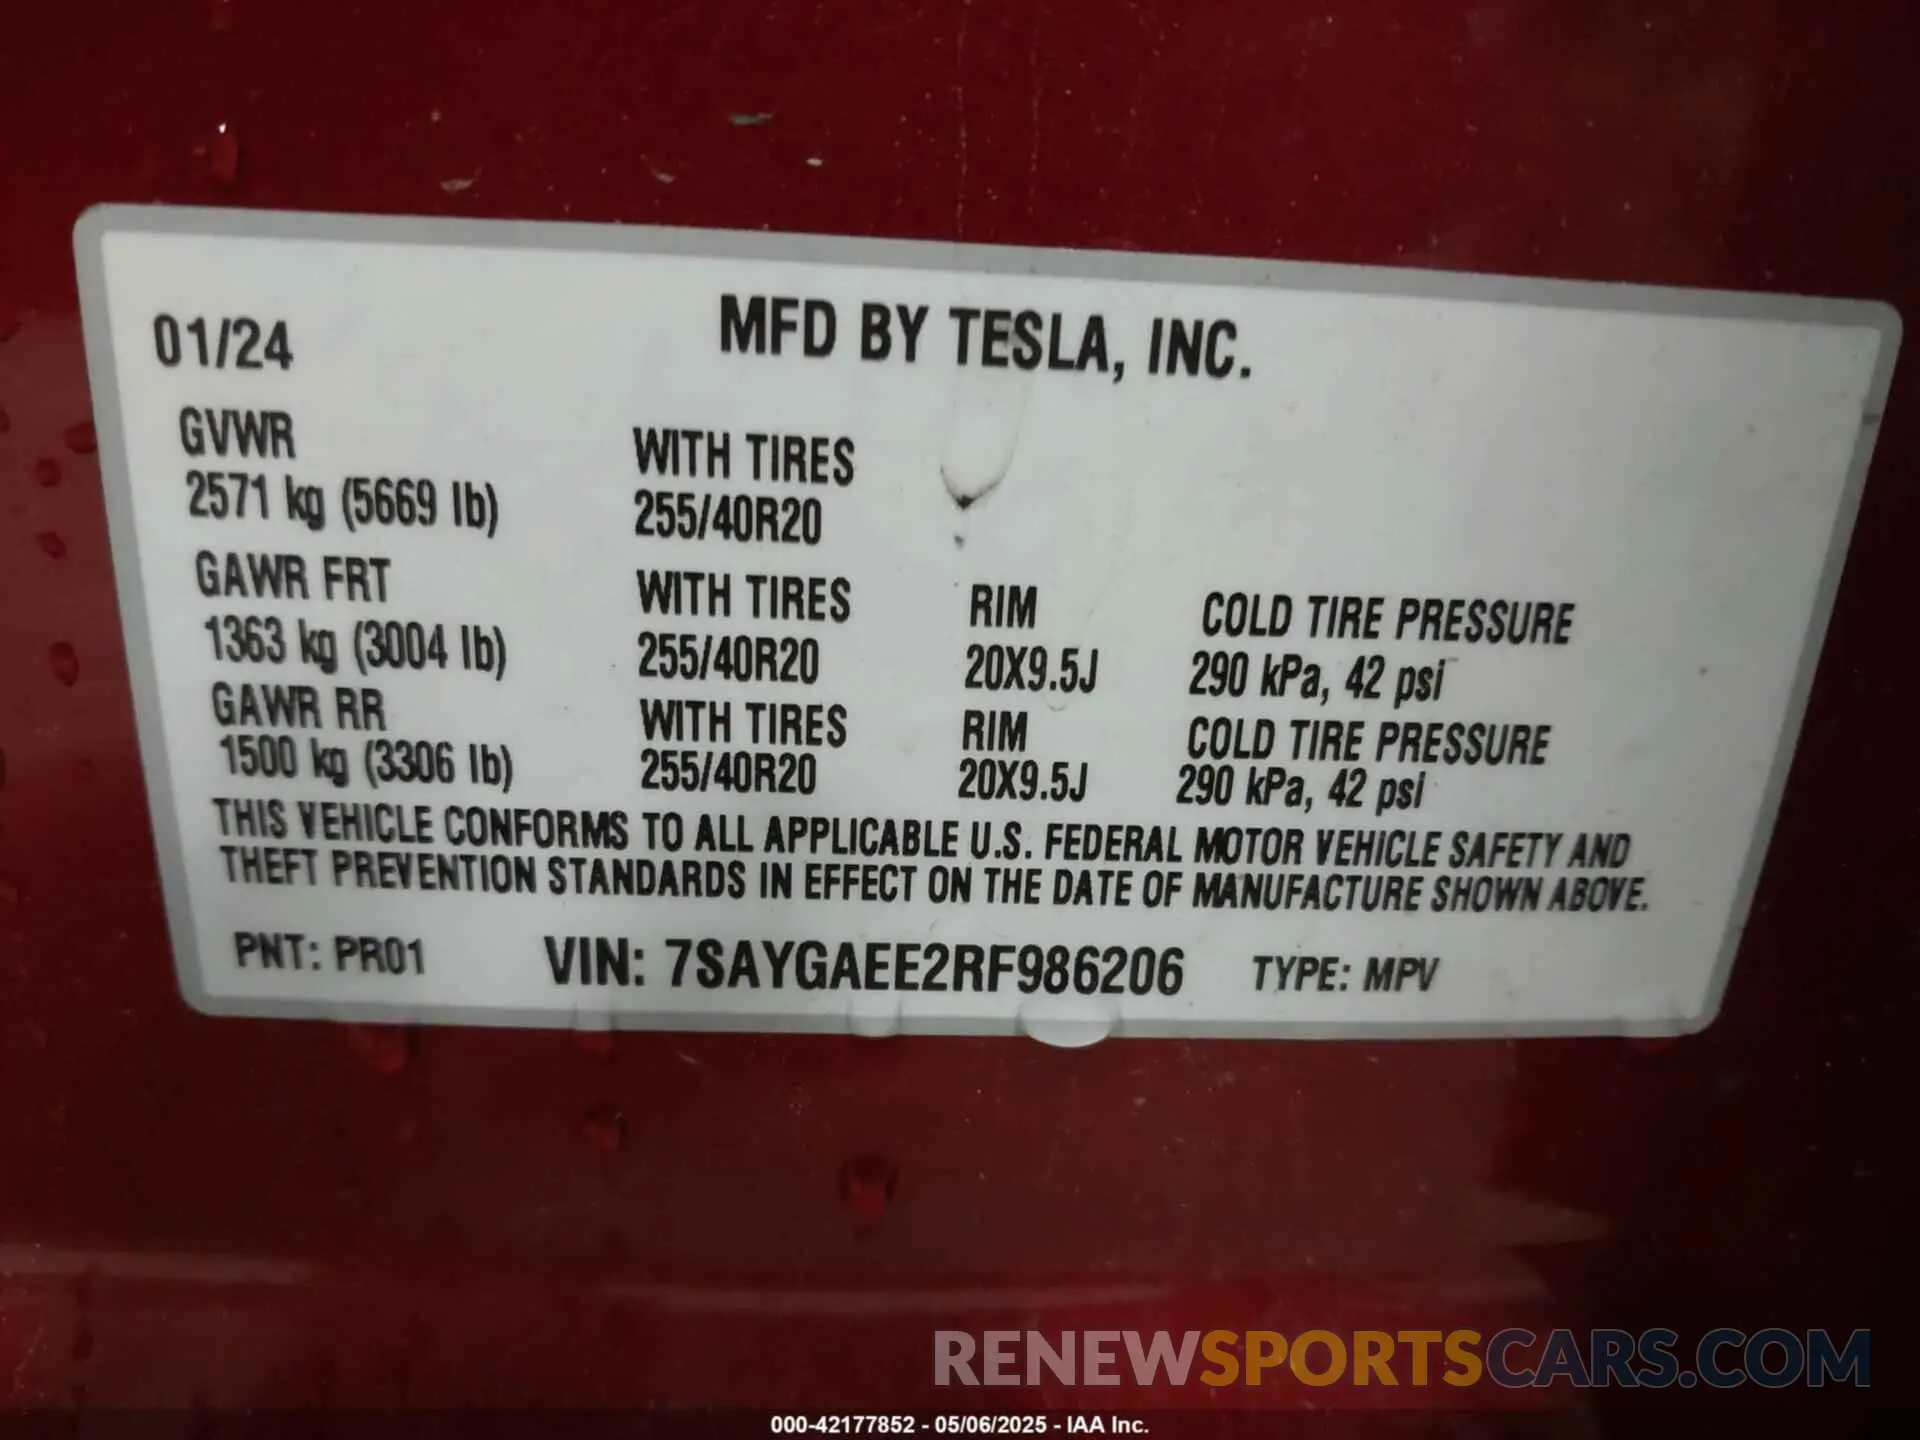 01/24 MFD BY TESLA, INC.
GVWR WITH TIRES
2571 kg (5669 lb) 255/40R20
GAWR FRT WITH TIRES RIM COLD TIRE PRESSURE
1363 kg (3004 lb) 255/40R20 20X9.5J 290 kPa, 42 psi
GAWR RR WITH TIRES RIM COLD TIRE PRESSURE
1500 kg (3306 lb) 255/40R20 20X9.5J 290 kPa, 42 psi
THIS VEHICLE CONFORMS TO ALL APPLICABLE U.S. FEDERAL MOTOR VEHICLE SAFETY AND
THEFT PREVENTION STANDARDS IN EFFECT ON THE DATE OF MANUFACTURE SHOWN ABOVE.
PNT: PR01 VIN: 7SAYGAEE2RF986206 TYPE: MPV
RENEWSPORTSCARS.COM
000-42177852 - 05/06/2025 - IAA Inc.